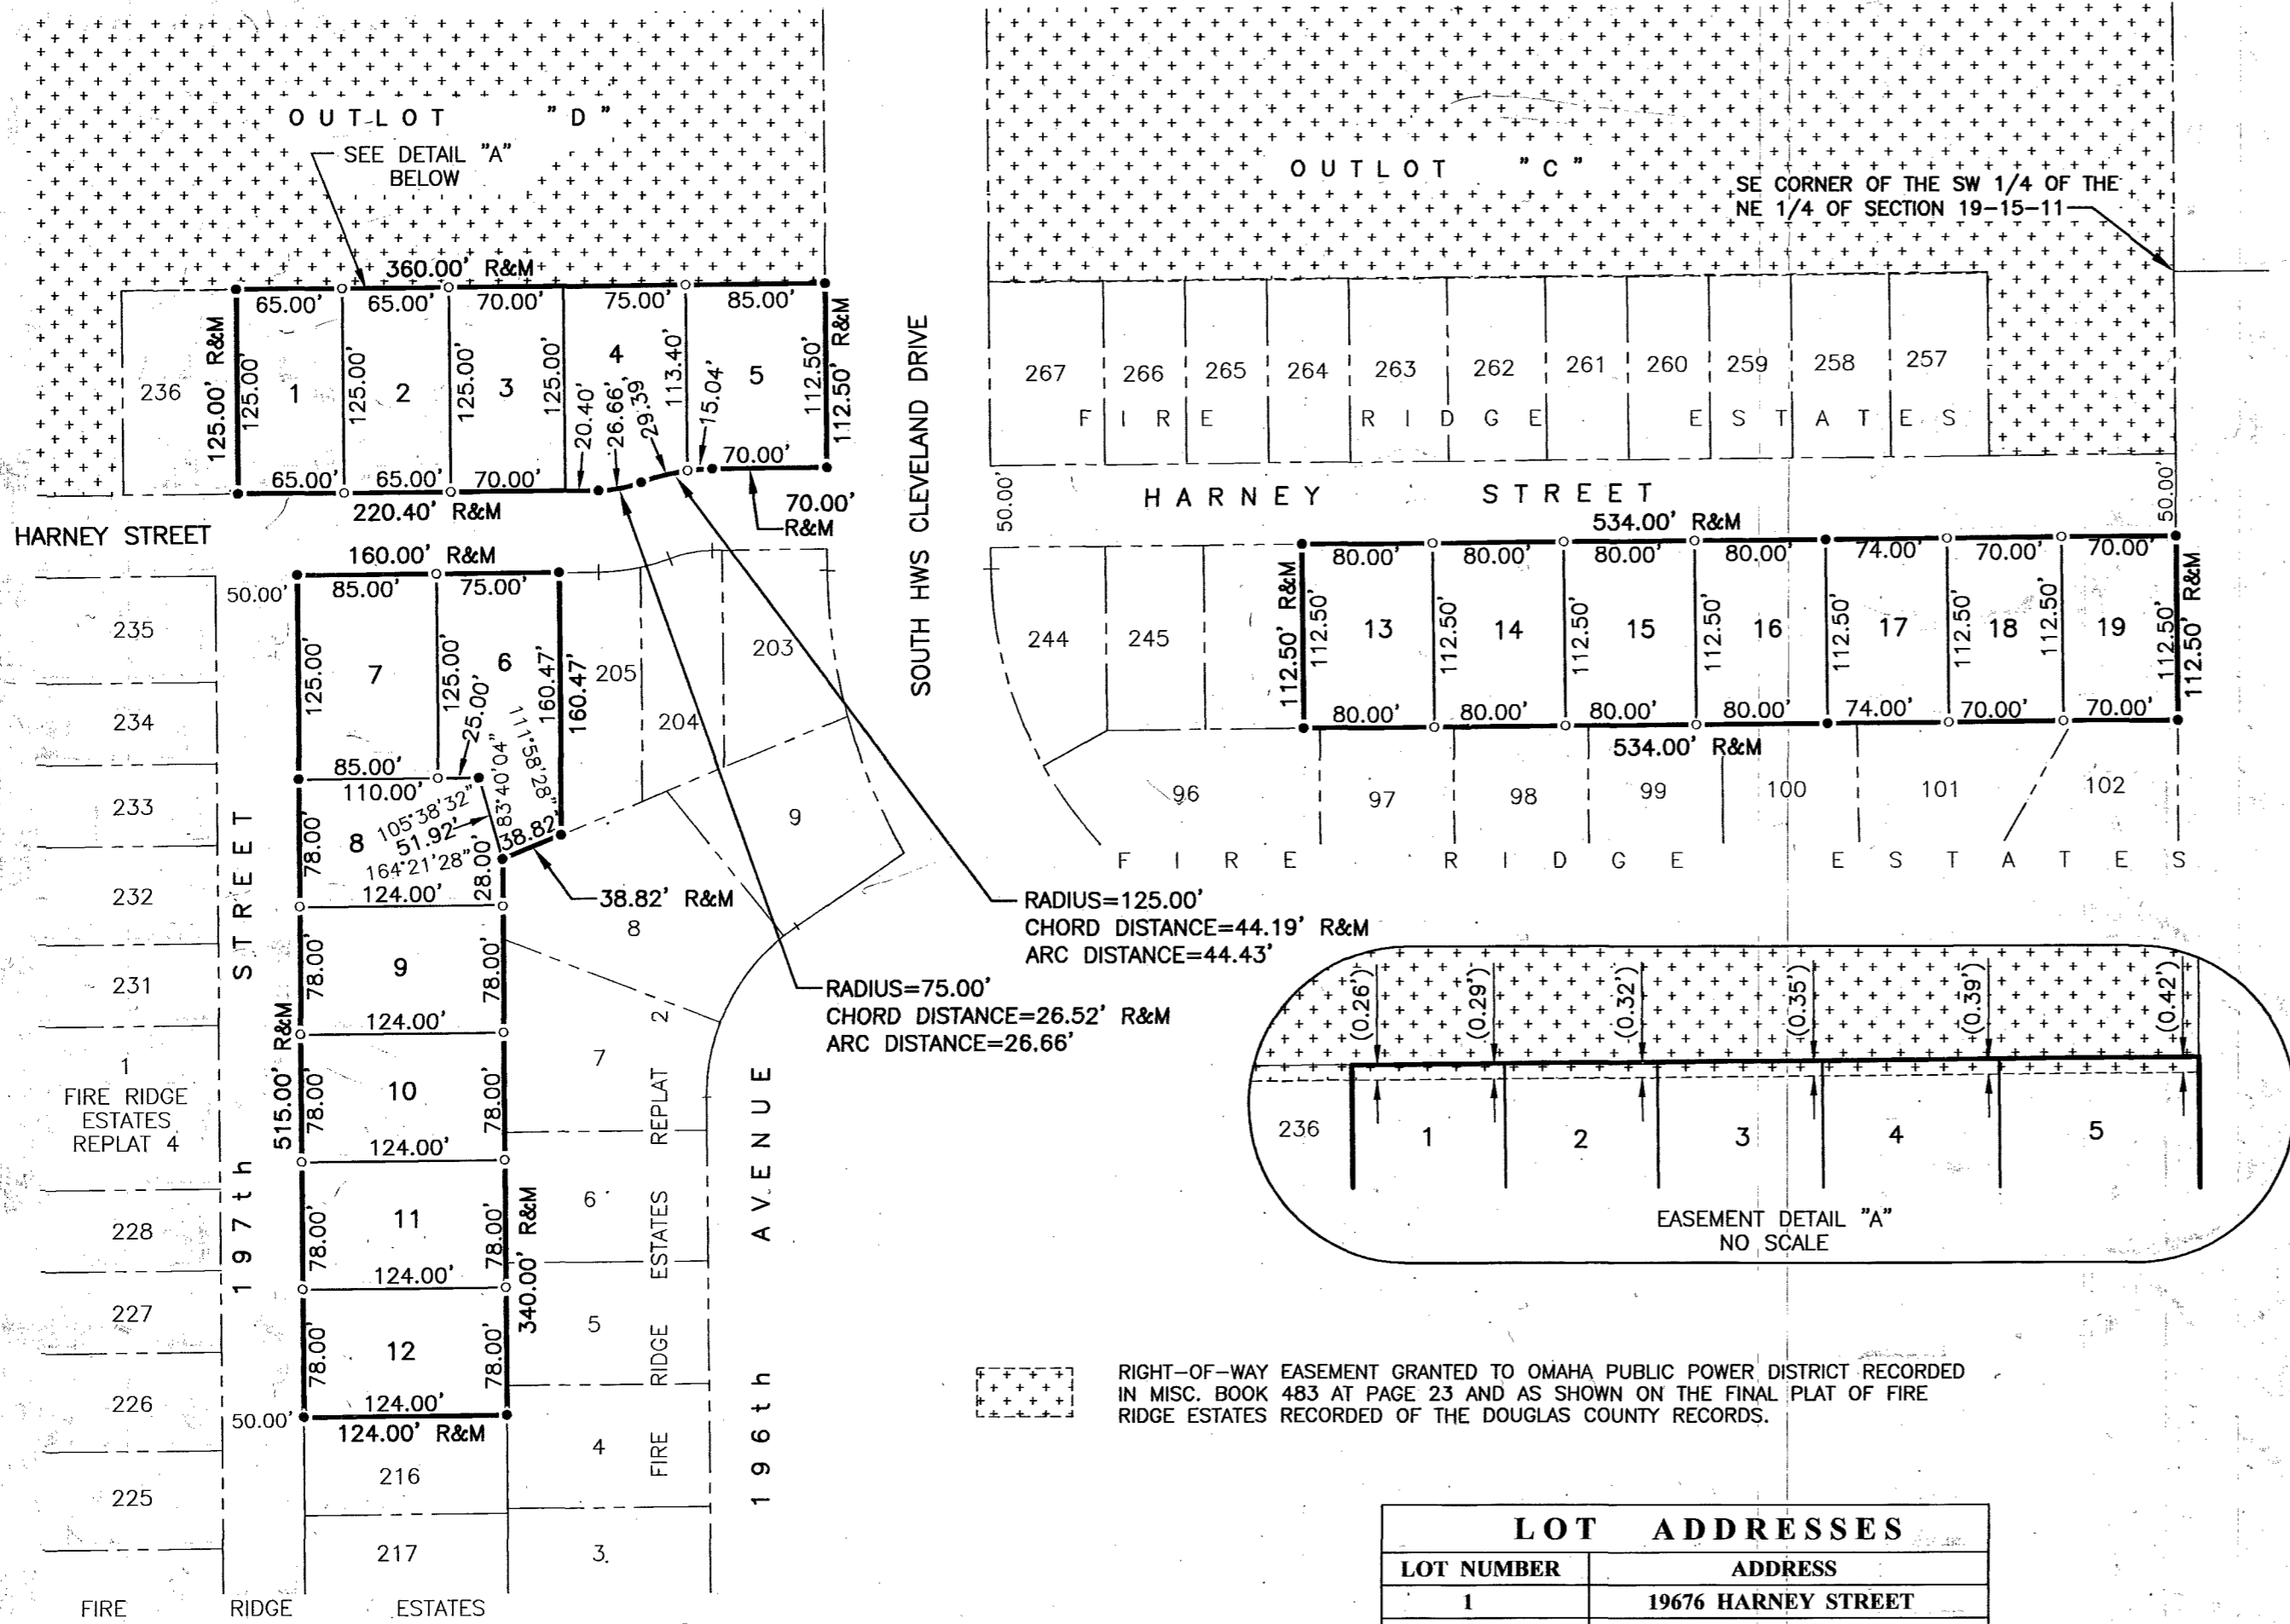 OUTLOT "D"
SEE DETAIL "A"
BELOW
OUTLOT "C"
SE CORNER OF THE SW 1/4 OF THE
NE 1/4 OF SECTION 19-15-11
360.00' R&M
65.00' 65.00' 70.00' 75.00' 85.00'
236
125.00' R&M
125.00'
1
125.00'
2
125.00'
3
125.00'
4
113.40'
5
112.50'
112.50' R&M
20.40'
26.66'
29.39'
15.04'
65.00' 65.00' 70.00' 70.00'
220.40' R&M
70.00'
R&M
HARNEY STREET
SOUTH HWS CLEVELAND DRIVE
267 266 265 264 263 262 261 260 259 258 257
FIRE RIDGE ESTATES
50.00'
HARNEY STREET
50.00'
534.00' R&M
80.00' 80.00' 80.00' 80.00' 74.00' 70.00' 70.00'
244 245
112.50' R&M
112.50'
13
112.50'
14
112.50'
15
112.50'
16
112.50'
17
112.50'
18
112.50'
19
112.50'
112.50' R&M
80.00' 80.00' 80.00' 80.00' 74.00' 70.00' 70.00'
534.00' R&M
96 97 98 99 100 101 102
FIRE RIDGE ESTATES
160.00' R&M
50.00'
85.00' 75.00'
235
234
233
232
231
1
FIRE RIDGE
ESTATES
REPLAT 4
228
227
226
225
125.00'
7
125.00'
6
25.00'
160.47'
160.47'
111°58'28"
83°40'04"
205
204
203
9
85.00'
110.00'
105°38'32"
51.92'
164°21'28"
38.82'
78.00'
8
28.00'
124.00'
38.82' R&M
8
78.00'
9
78.00'
124.00'
78.00'
10
78.00'
124.00'
78.00'
11
78.00'
124.00'
78.00'
12
78.00'
124.00'
50.00'
124.00' R&M
515.00' R&M
340.00' R&M
197th STREET
7
6
5
4
3
216
217
FIRE RIDGE ESTATES REPLAT 2
196th AVENUE
FIRE RIDGE ESTATES
RADIUS=125.00'
CHORD DISTANCE=44.19' R&M
ARC DISTANCE=44.43'
RADIUS=75.00'
CHORD DISTANCE=26.52' R&M
ARC DISTANCE=26.66'
(0.26') (0.29') (0.32') (0.35') (0.39') (0.42')
236 1 2 3 4 5
EASEMENT DETAIL "A"
NO SCALE
RIGHT-OF-WAY EASEMENT GRANTED TO OMAHA PUBLIC POWER DISTRICT RECORDED
IN MISC. BOOK 483 AT PAGE 23 AND AS SHOWN ON THE FINAL PLAT OF FIRE
RIDGE ESTATES RECORDED OF THE DOUGLAS COUNTY RECORDS.
LOT ADDRESSES
LOT NUMBER ADDRESS
1 19676 HARNEY STREET